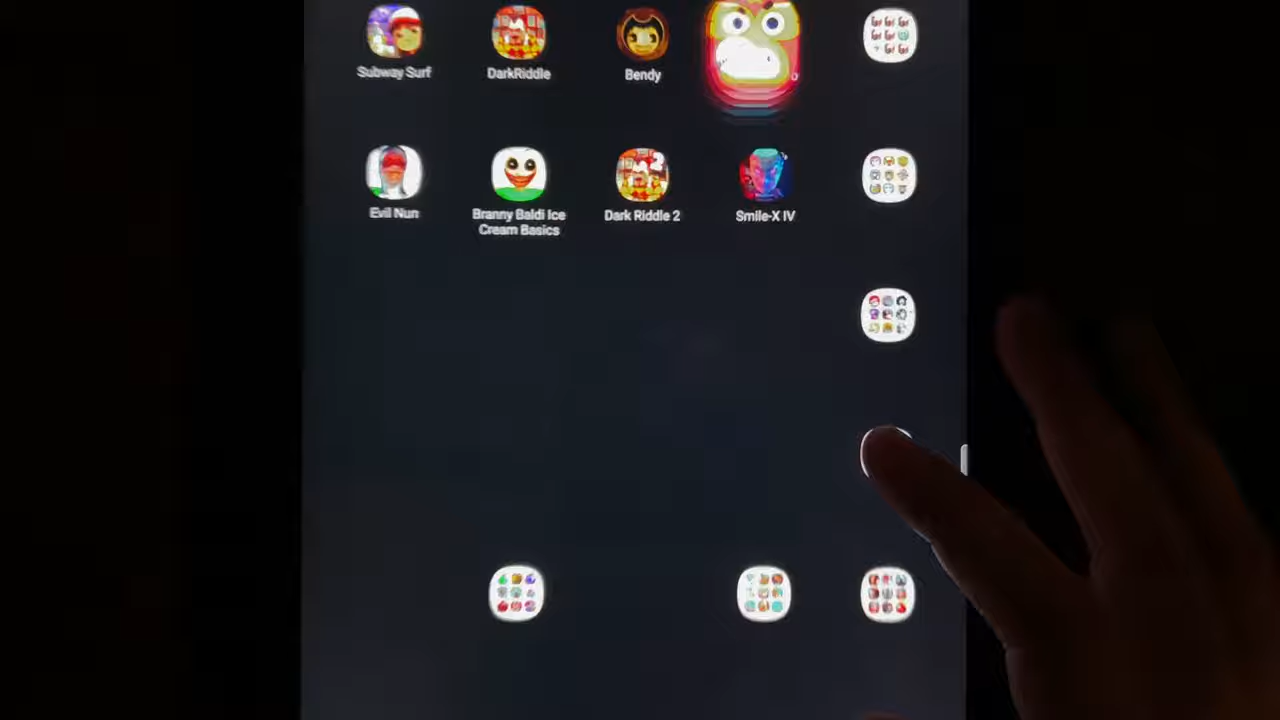 Subway Surf
DarkRiddle
Bendy
Evil Nun
Branny Baldi Ice
Cream Basics
Dark Riddle 2
Smile-X IV